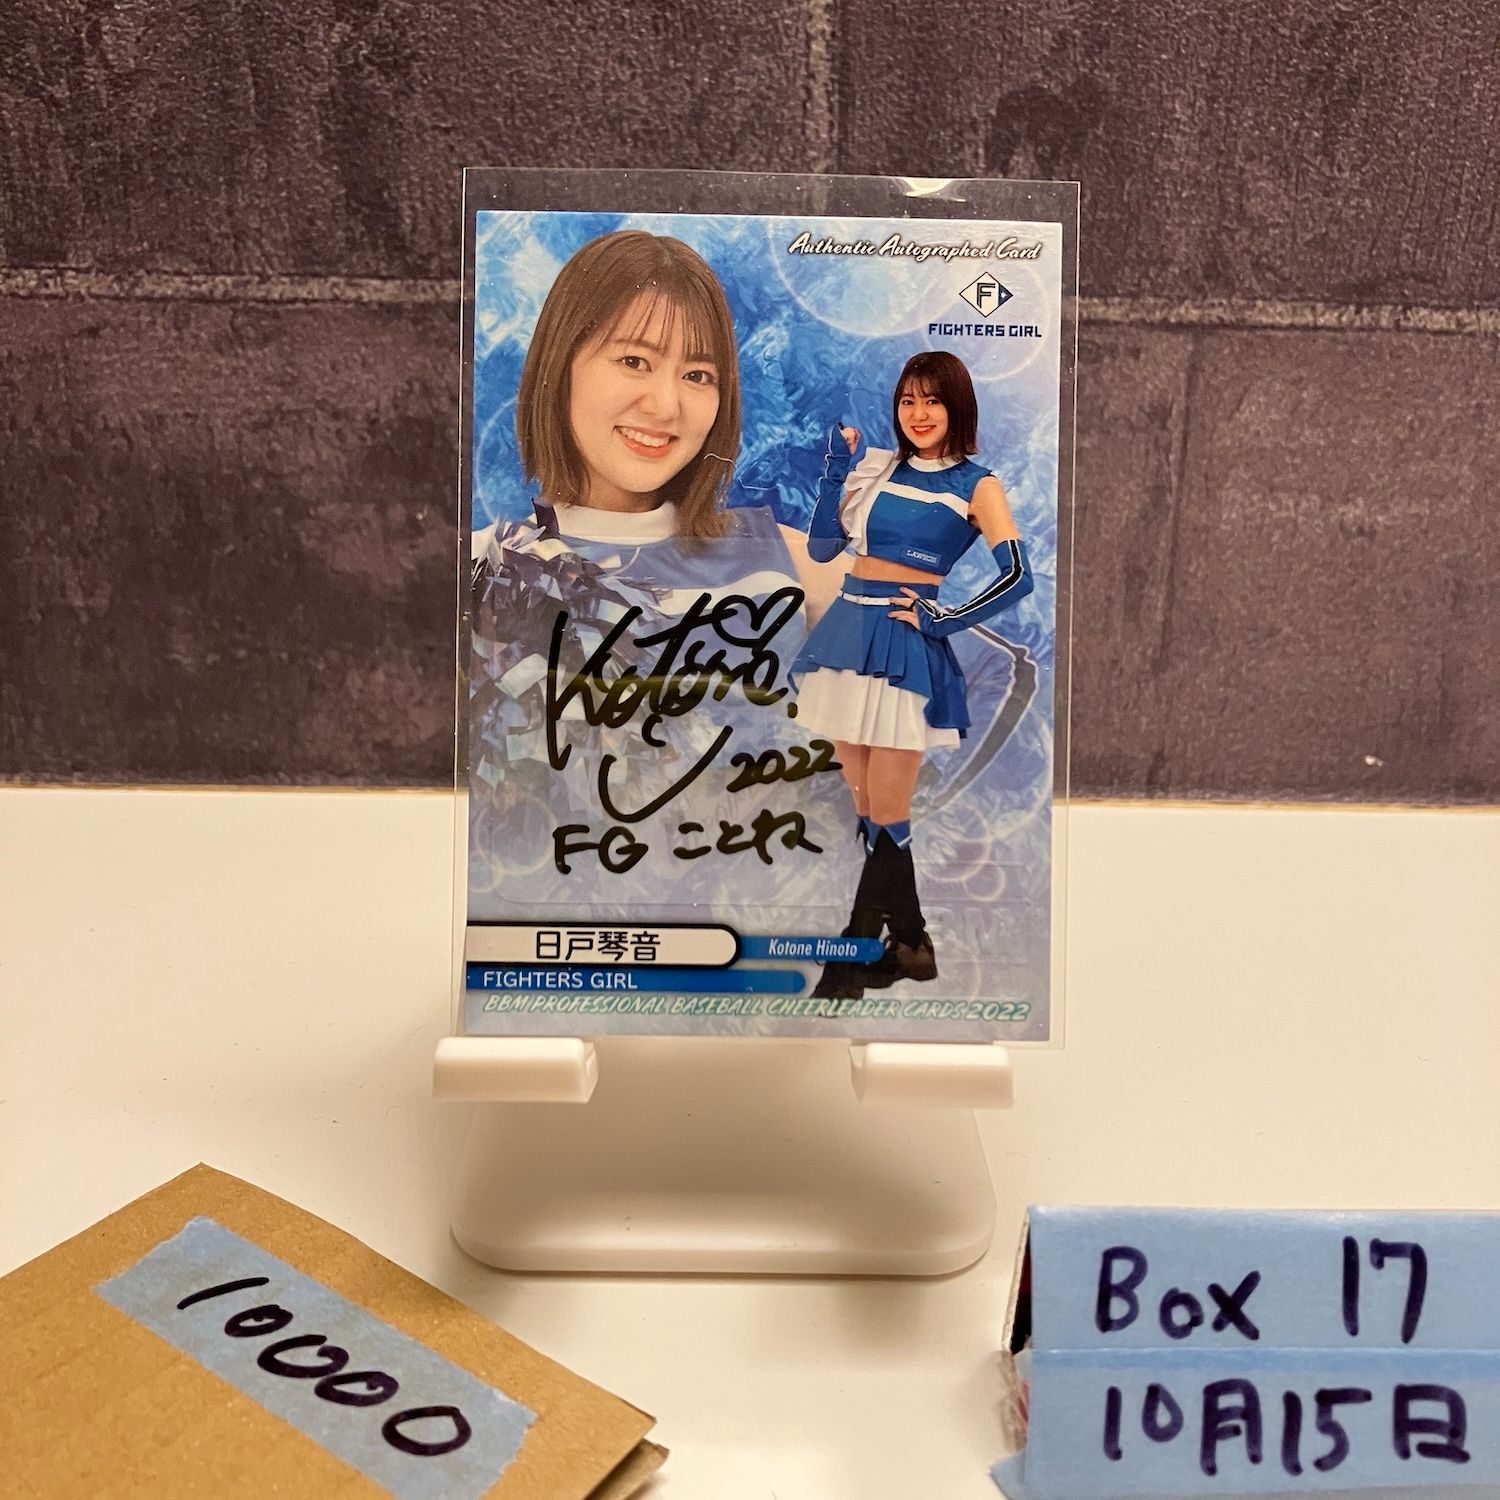 Authentic Autographed Card
F
FIGHTERS GIRL
LAWSON
Kotone
2022
FG ことね
日戸琴音
Kotone Hinoto
FIGHTERS GIRL
BBM PROFESSIONAL BASEBALL CHEERLEADER CARDS 2022
10000
Box 17
10月15日